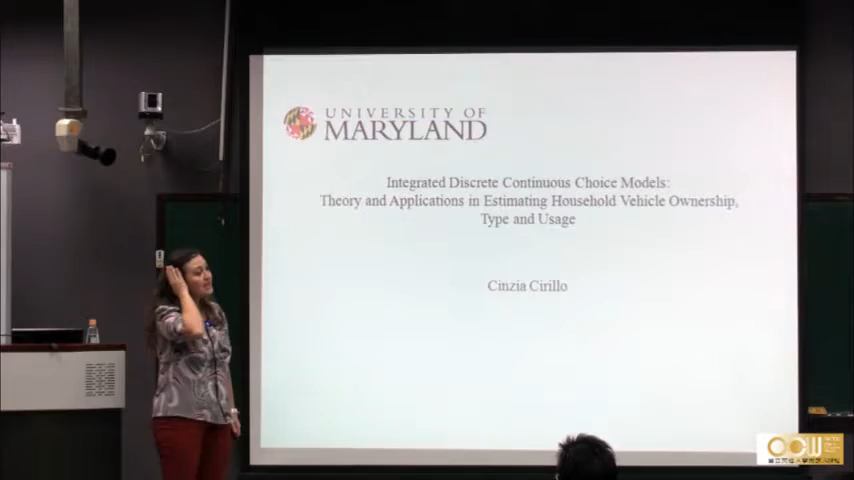 UNIVERSITY OF
MARYLAND
Integrated Discrete Continuous Choice Models:
Theory and Applications in Estimating Household Vehicle Ownership,
Type and Usage
Cinzia Cirillo
OCW